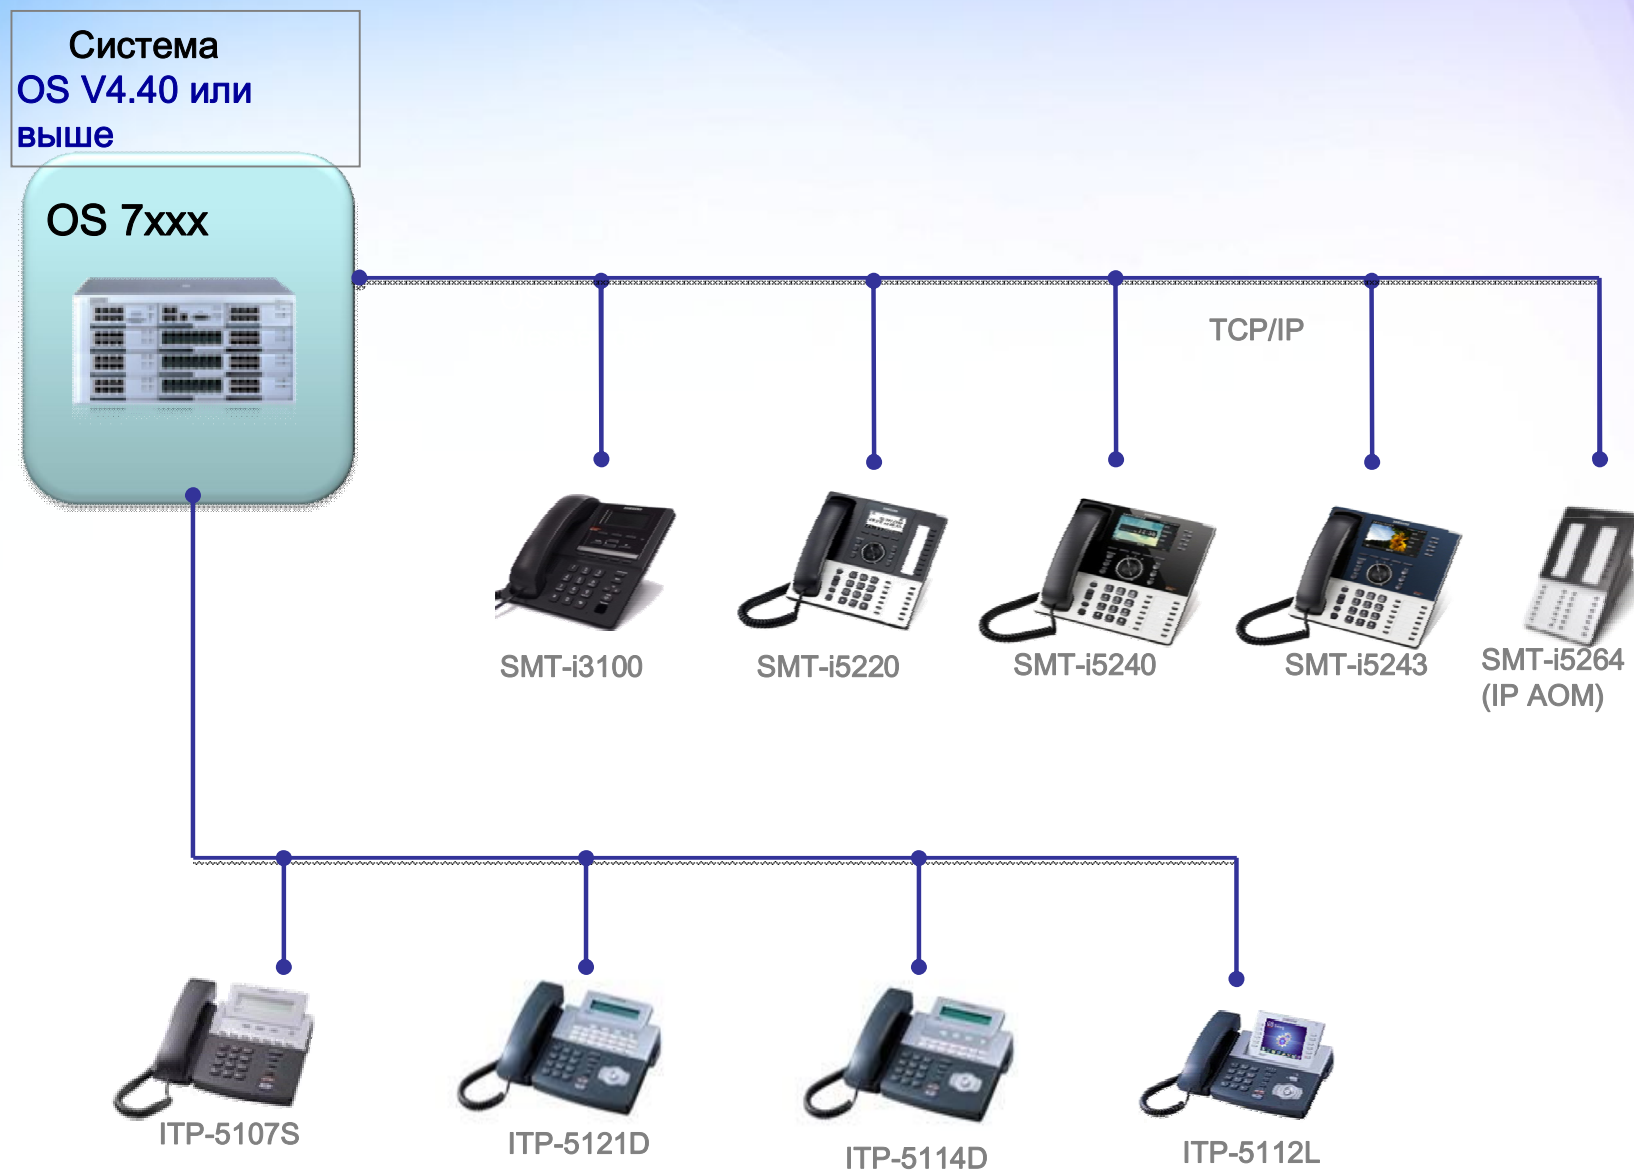 Система
OS V4.40 или
выше
OS 7xxx
TCP/IP
SMT-i3100
SMT-i5220
SMT-i5240
SMT-i5243
SMT-i5264
(IP AOM)
ITP-5107S
ITP-5121D
ITP-5114D
ITP-5112L